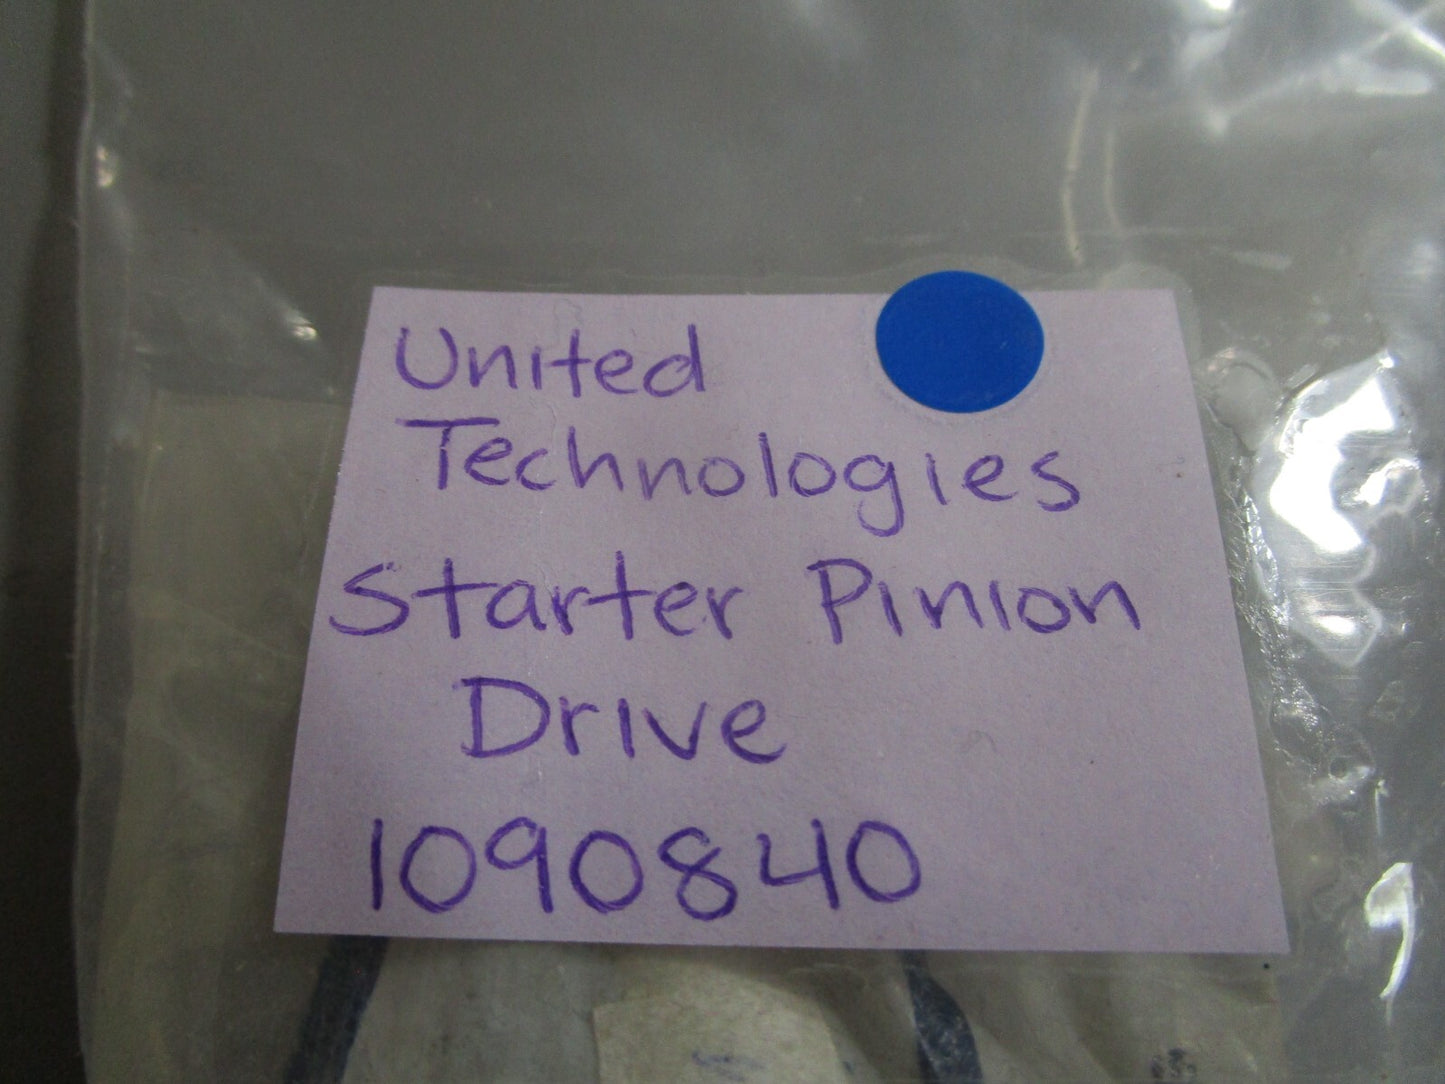 United
Technologies
Starter Pinion
Drive
1090840